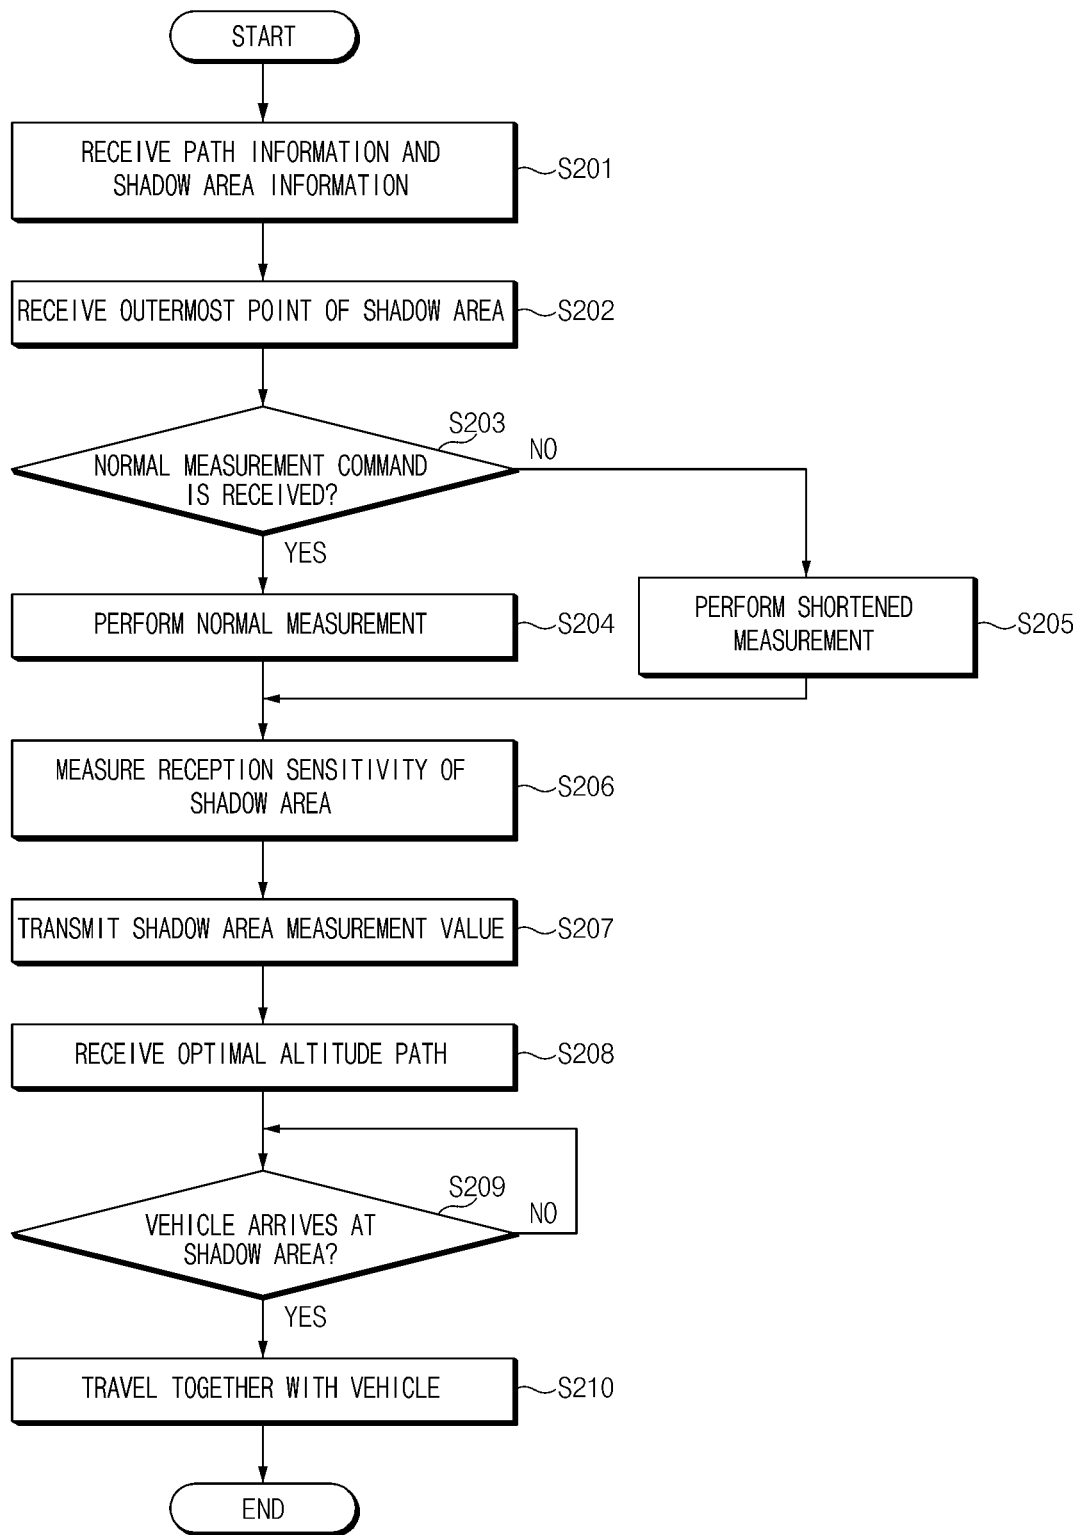 START
RECEIVE PATH INFORMATION AND
SHADOW AREA INFORMATION
S201
RECEIVE OUTERMOST POINT OF SHADOW AREA
S202
S203
NORMAL MEASUREMENT COMMAND
IS RECEIVED?
NO
YES
PERFORM NORMAL MEASUREMENT
S204
PERFORM SHORTENED
MEASUREMENT
S205
MEASURE RECEPTION SENSITIVITY OF
SHADOW AREA
S206
TRANSMIT SHADOW AREA MEASUREMENT VALUE
S207
RECEIVE OPTIMAL ALTITUDE PATH
S208
S209
VEHICLE ARRIVES AT
SHADOW AREA?
NO
YES
TRAVEL TOGETHER WITH VEHICLE
S210
END